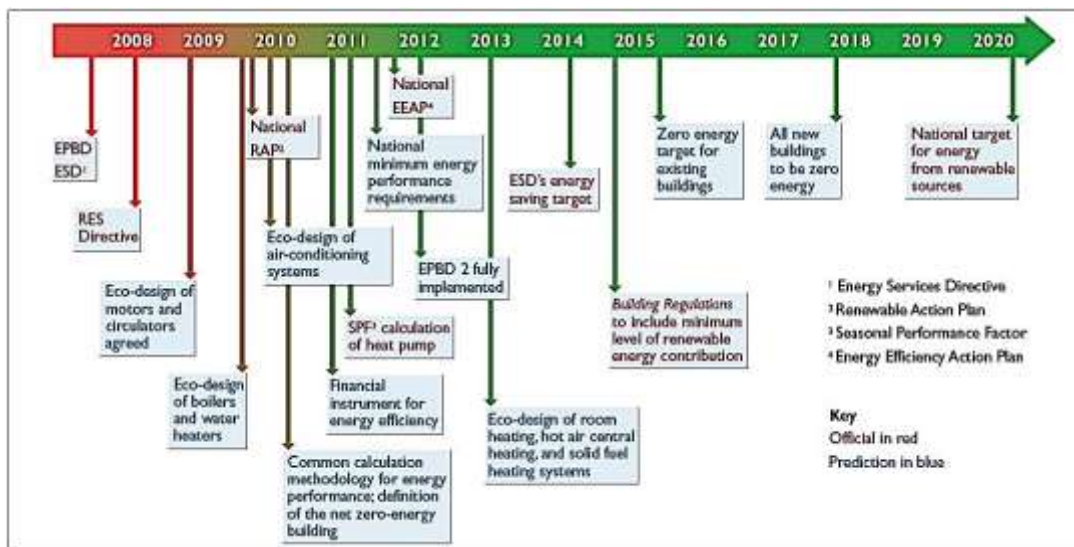 2008 2009 2010 2011 2012 2013 2014 2015 2016 2017 2018 2019 2020
EPBD
ESD¹
RES
Directive
Eco-design of
motors and
circulators
agreed
Eco-design
of boilers
and water
heaters
National
RAP²
Eco-design of
air-conditioning
systems
Common calculation
methodology for energy
performance; definition
of the net zero-energy
building
Financial
instrument for
energy efficiency
SPF³ calculation
of heat pump
National
minimum energy
performance
requirements
National
EEAP⁴
EPBD 2 fully
implemented
Eco-design of room
heating, hot air central
heating, and solid fuel
heating systems
ESD's energy
saving target
Building Regulations
to include minimum
level of renewable
energy contribution
Zero energy
target for
existing
buildings
All new
buildings
to be zero
energy
National target
for energy
from renewable
sources
¹ Energy Services Directive
² Renewable Action Plan
³ Seasonal Performance
Factor
⁴ Energy Efficiency Action Plan
Key
Official in red
Prediction in blue